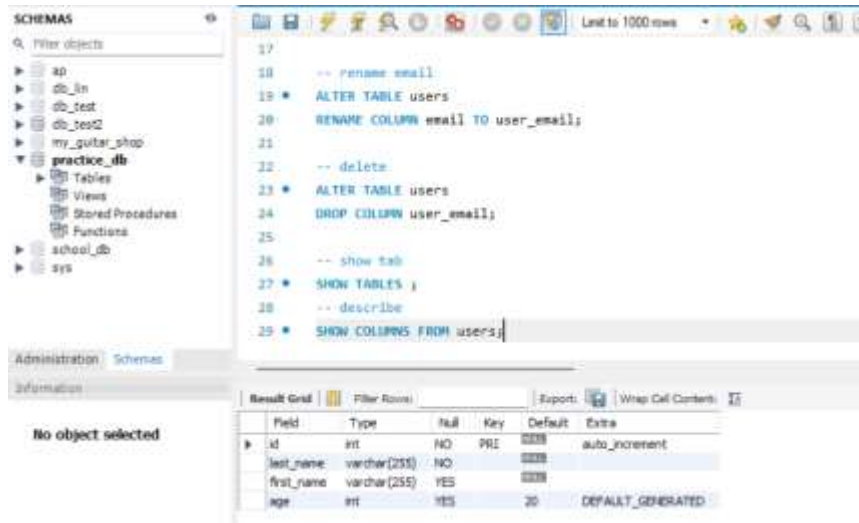 SCHEMAS
Filter objects
ap
db_lin
db_test
db_test2
my_guitar_shop
practice_db
Tables
Views
Stored Procedures
Functions
school_db
sys
Administration Schemas
Information
No object selected
Limit to 1000 rows
17
18 -- rename email
19 ALTER TABLE users
20 RENAME COLUMN email TO user_email;
21
22 -- delete
23 ALTER TABLE users
24 DROP COLUMN user_email;
25
26 -- show tab
27 SHOW TABLES ;
28 -- describe
29 SHOW COLUMNS FROM users;
Result Grid Filter Rows: Export: Wrap Cell Content:
Field Type Null Key Default Extra
id int NO PRI NULL auto_increment
last_name varchar(255) NO NULL
first_name varchar(255) YES NULL
age int YES 20 DEFAULT_GENERATED